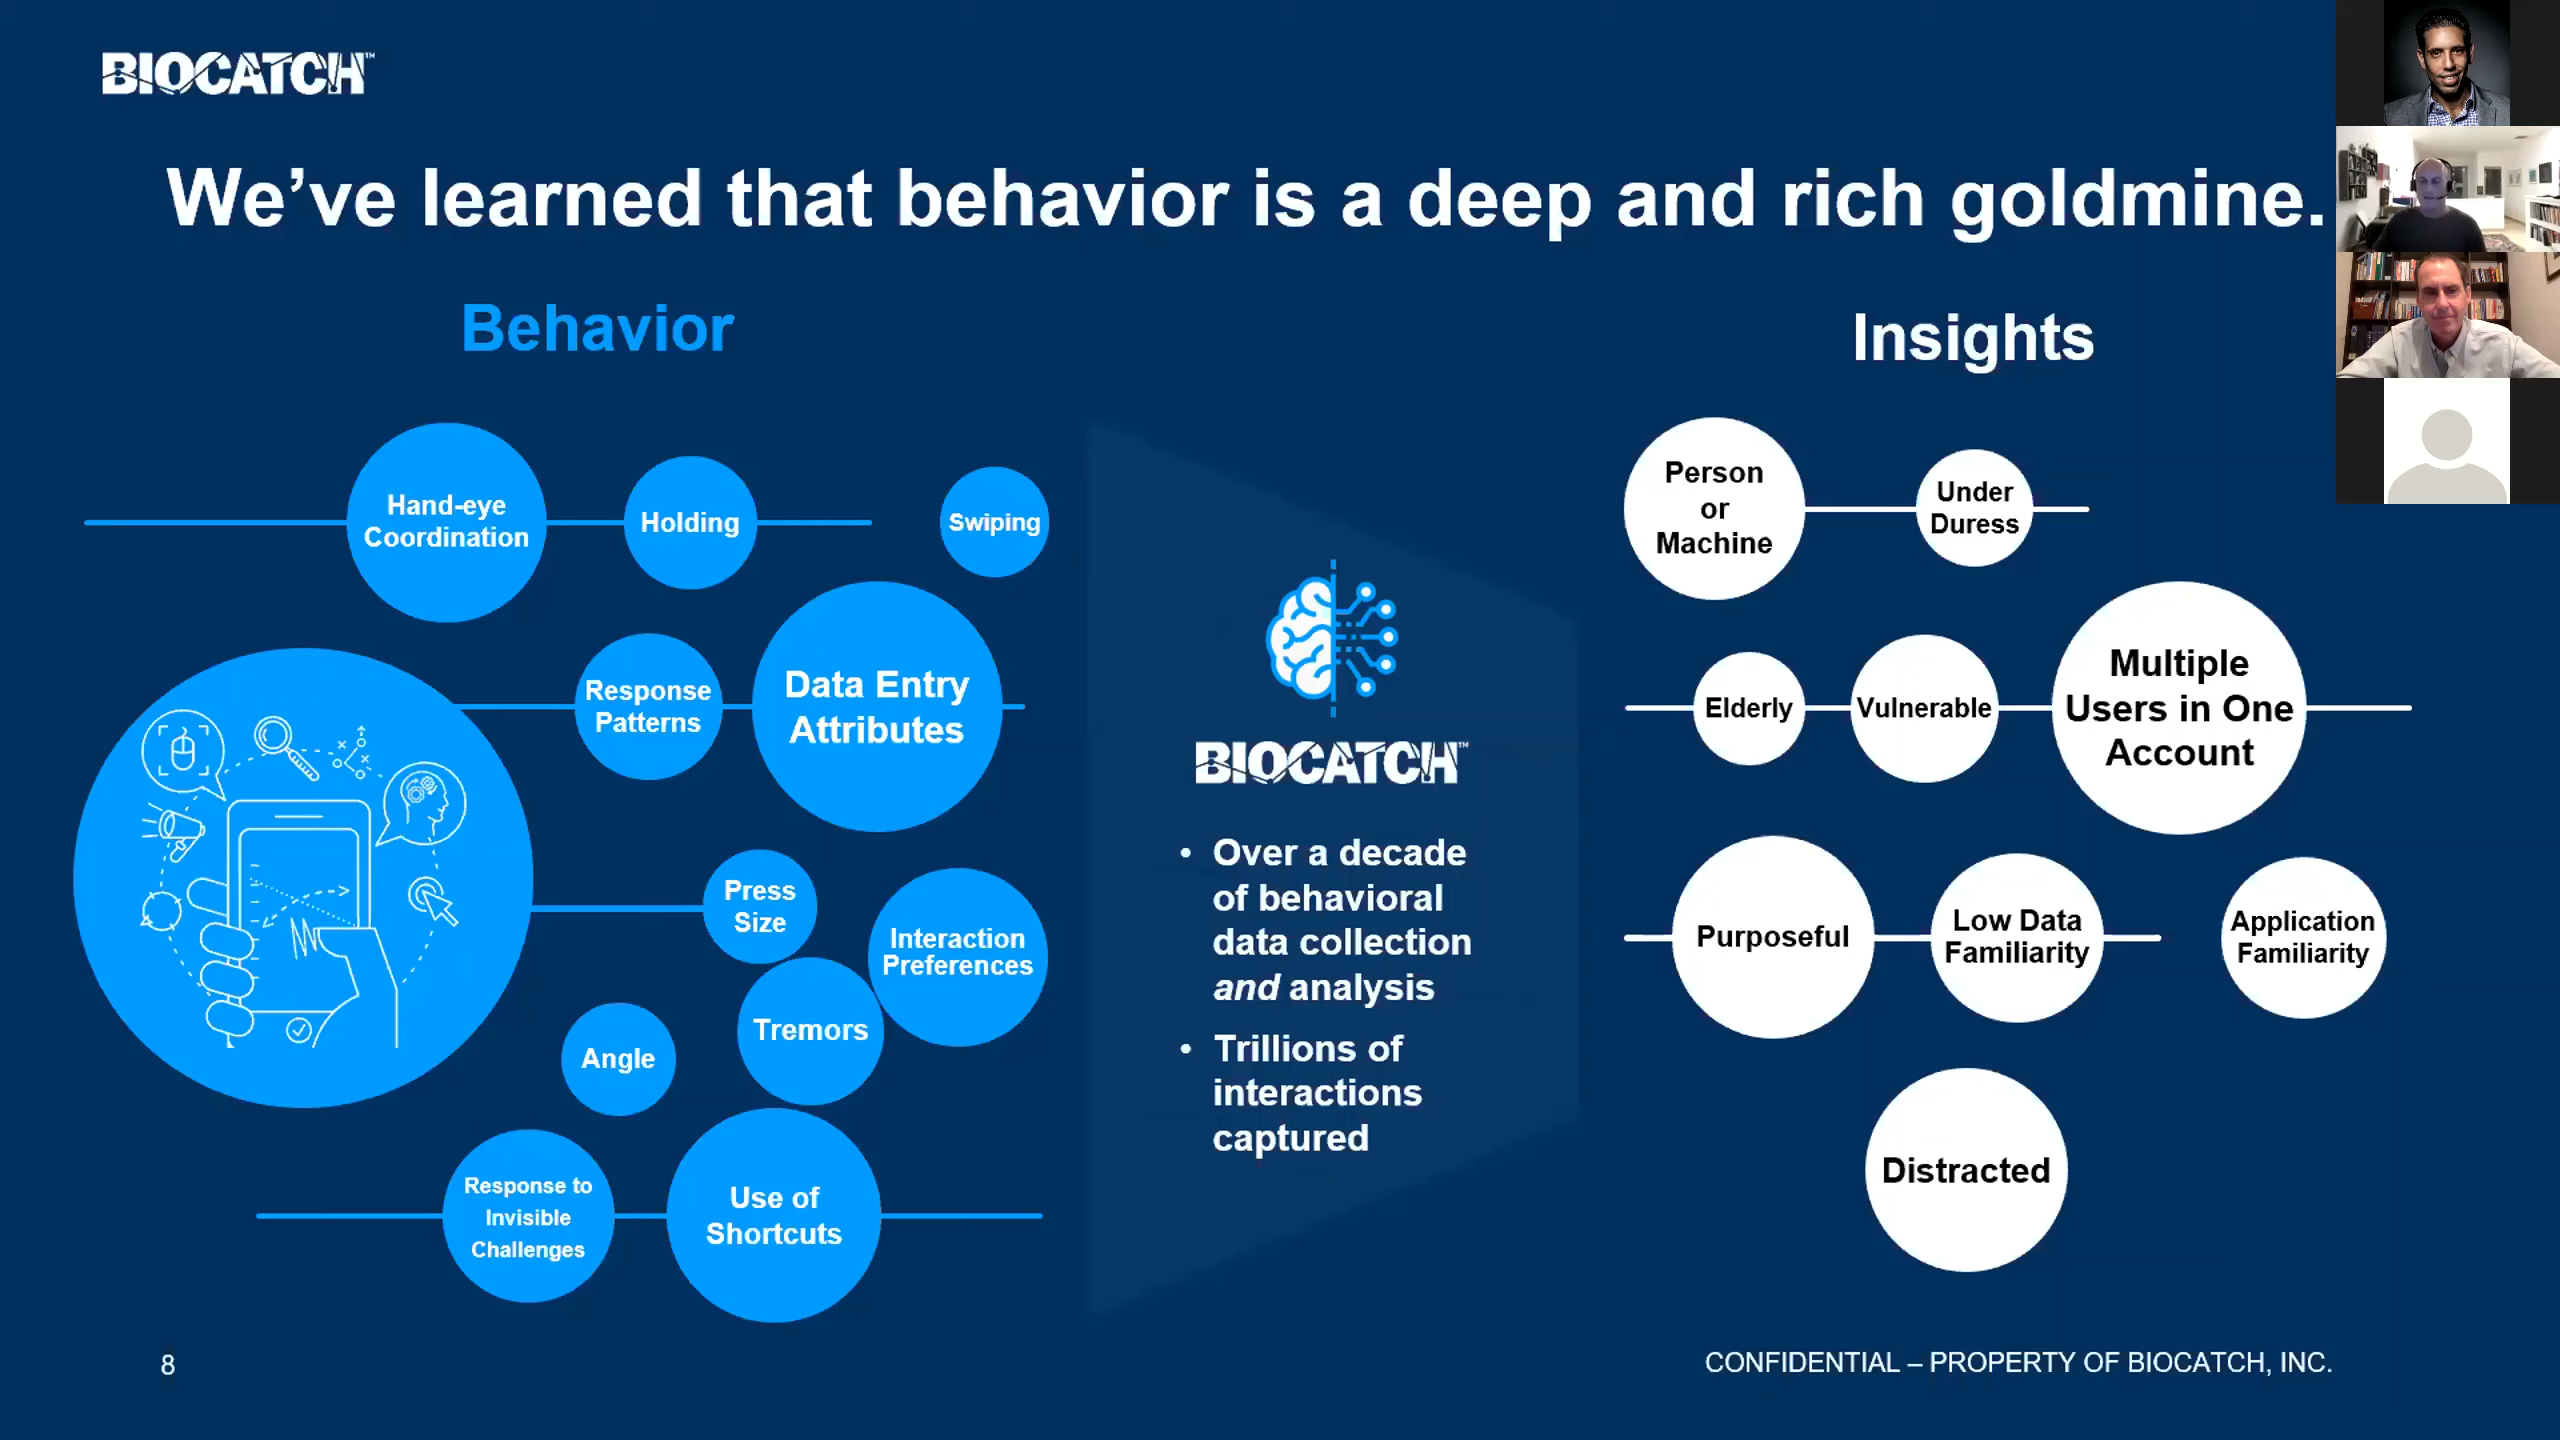 BIOCATCH™
We’ve learned that behavior is a deep and rich goldmine.
Behavior
Hand-eye
Coordination
Holding
Swiping
Response
Patterns
Data Entry
Attributes
Press
Size
Interaction
Preferences
Tremors
Angle
Response to
Invisible
Challenges
Use of
Shortcuts
BIOCATCH™
• Over a decade
of behavioral
data collection
and analysis
• Trillions of
interactions
captured
Insights
Person
or
Machine
Under
Duress
Elderly
Vulnerable
Multiple
Users in One
Account
Purposeful
Low Data
Familiarity
Application
Familiarity
Distracted
8
CONFIDENTIAL – PROPERTY OF BIOCATCH, INC.